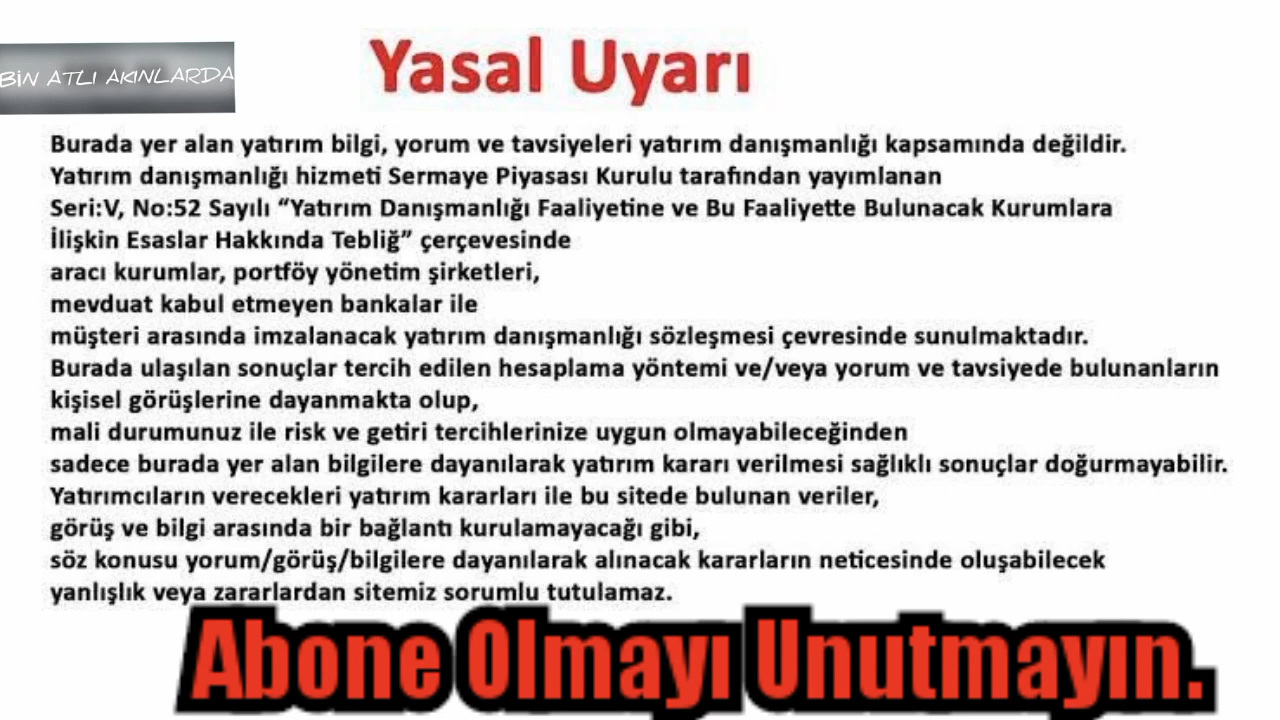 Yasal Uyarı
BİN ATLI AKINLARDA
Burada yer alan yatırım bilgi, yorum ve tavsiyeleri yatırım danışmanlığı kapsamında değildir.
Yatırım danışmanlığı hizmeti Sermaye Piyasası Kurulu tarafından yayımlanan
Seri:V, No:52 Sayılı “Yatırım Danışmanlığı Faaliyetine ve Bu Faaliyette Bulunacak Kurumlara
İlişkin Esaslar Hakkında Tebliğ” çerçevesinde
aracı kurumlar, portföy yönetim şirketleri,
mevduat kabul etmeyen bankalar ile
müşteri arasında imzalanacak yatırım danışmanlığı sözleşmesi çevresinde sunulmaktadır.
Burada ulaşılan sonuçlar tercih edilen hesaplama yöntemi ve/veya yorum ve tavsiyede bulunanların
kişisel görüşlerine dayanmakta olup,
mali durumunuz ile risk ve getiri tercihlerinize uygun olmayabileceğinden
sadece burada yer alan bilgilere dayanılarak yatırım kararı verilmesi sağlıklı sonuçlar doğurmayabilir.
Yatırımcıların verecekleri yatırım kararları ile bu sitede bulunan veriler,
görüş ve bilgi arasında bir bağlantı kurulamayacağı gibi,
söz konusu yorum/görüş/bilgilere dayanılarak alınacak kararların neticesinde oluşabilecek
yanlışlık veya zararlardan sitemiz sorumlu tutulamaz.
Abone Olmayı Unutmayın.